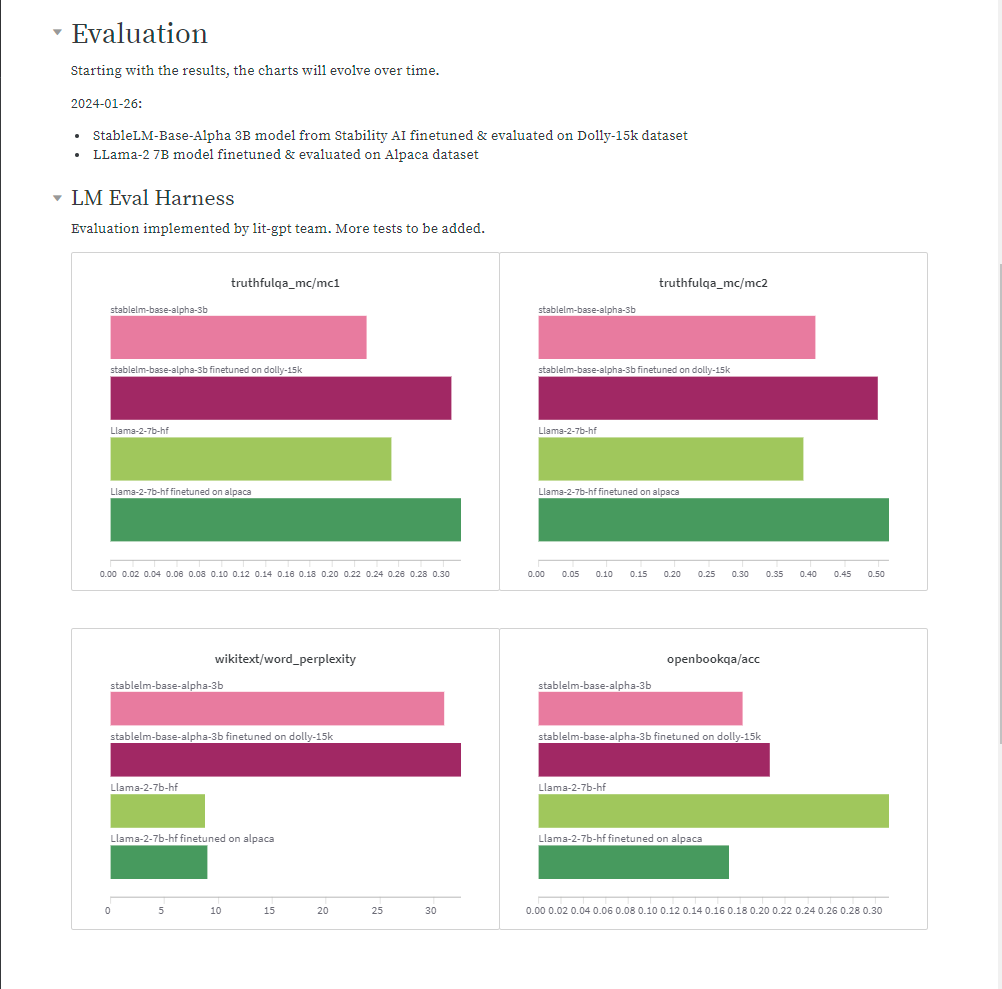 Evaluation
Starting with the results, the charts will evolve over time.
2024-01-26:
• StableLM-Base-Alpha 3B model from Stability AI finetuned & evaluated on Dolly-15k dataset
• LLama-2 7B model finetuned & evaluated on Alpaca dataset
LM Eval Harness
Evaluation implemented by lit-gpt team. More tests to be added.
truthfulqa_mc/mc1
stablelm-base-alpha-3b
stablelm-base-alpha-3b finetuned on dolly-15k
Llama-2-7b-hf
Llama-2-7b-hf finetuned on alpaca
0.00 0.02 0.04 0.06 0.08 0.10 0.12 0.14 0.16 0.18 0.20 0.22 0.24 0.26 0.28 0.30
truthfulqa_mc/mc2
stablelm-base-alpha-3b
stablelm-base-alpha-3b finetuned on dolly-15k
Llama-2-7b-hf
Llama-2-7b-hf finetuned on alpaca
0.00 0.05 0.10 0.15 0.20 0.25 0.30 0.35 0.40 0.45 0.50
wikitext/word_perplexity
stablelm-base-alpha-3b
stablelm-base-alpha-3b finetuned on dolly-15k
Llama-2-7b-hf
Llama-2-7b-hf finetuned on alpaca
0 5 10 15 20 25 30
openbookqa/acc
stablelm-base-alpha-3b
stablelm-base-alpha-3b finetuned on dolly-15k
Llama-2-7b-hf
Llama-2-7b-hf finetuned on alpaca
0.00 0.02 0.04 0.06 0.08 0.10 0.12 0.14 0.16 0.18 0.20 0.22 0.24 0.26 0.28 0.30